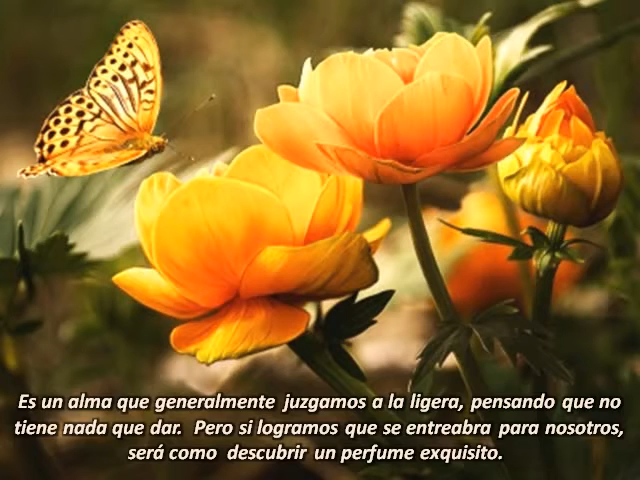 Es un alma que generalmente juzgamos a la ligera, pensando que no
tiene nada que dar. Pero si logramos que se entreabra para nosotros,
será como descubrir un perfume exquisito.